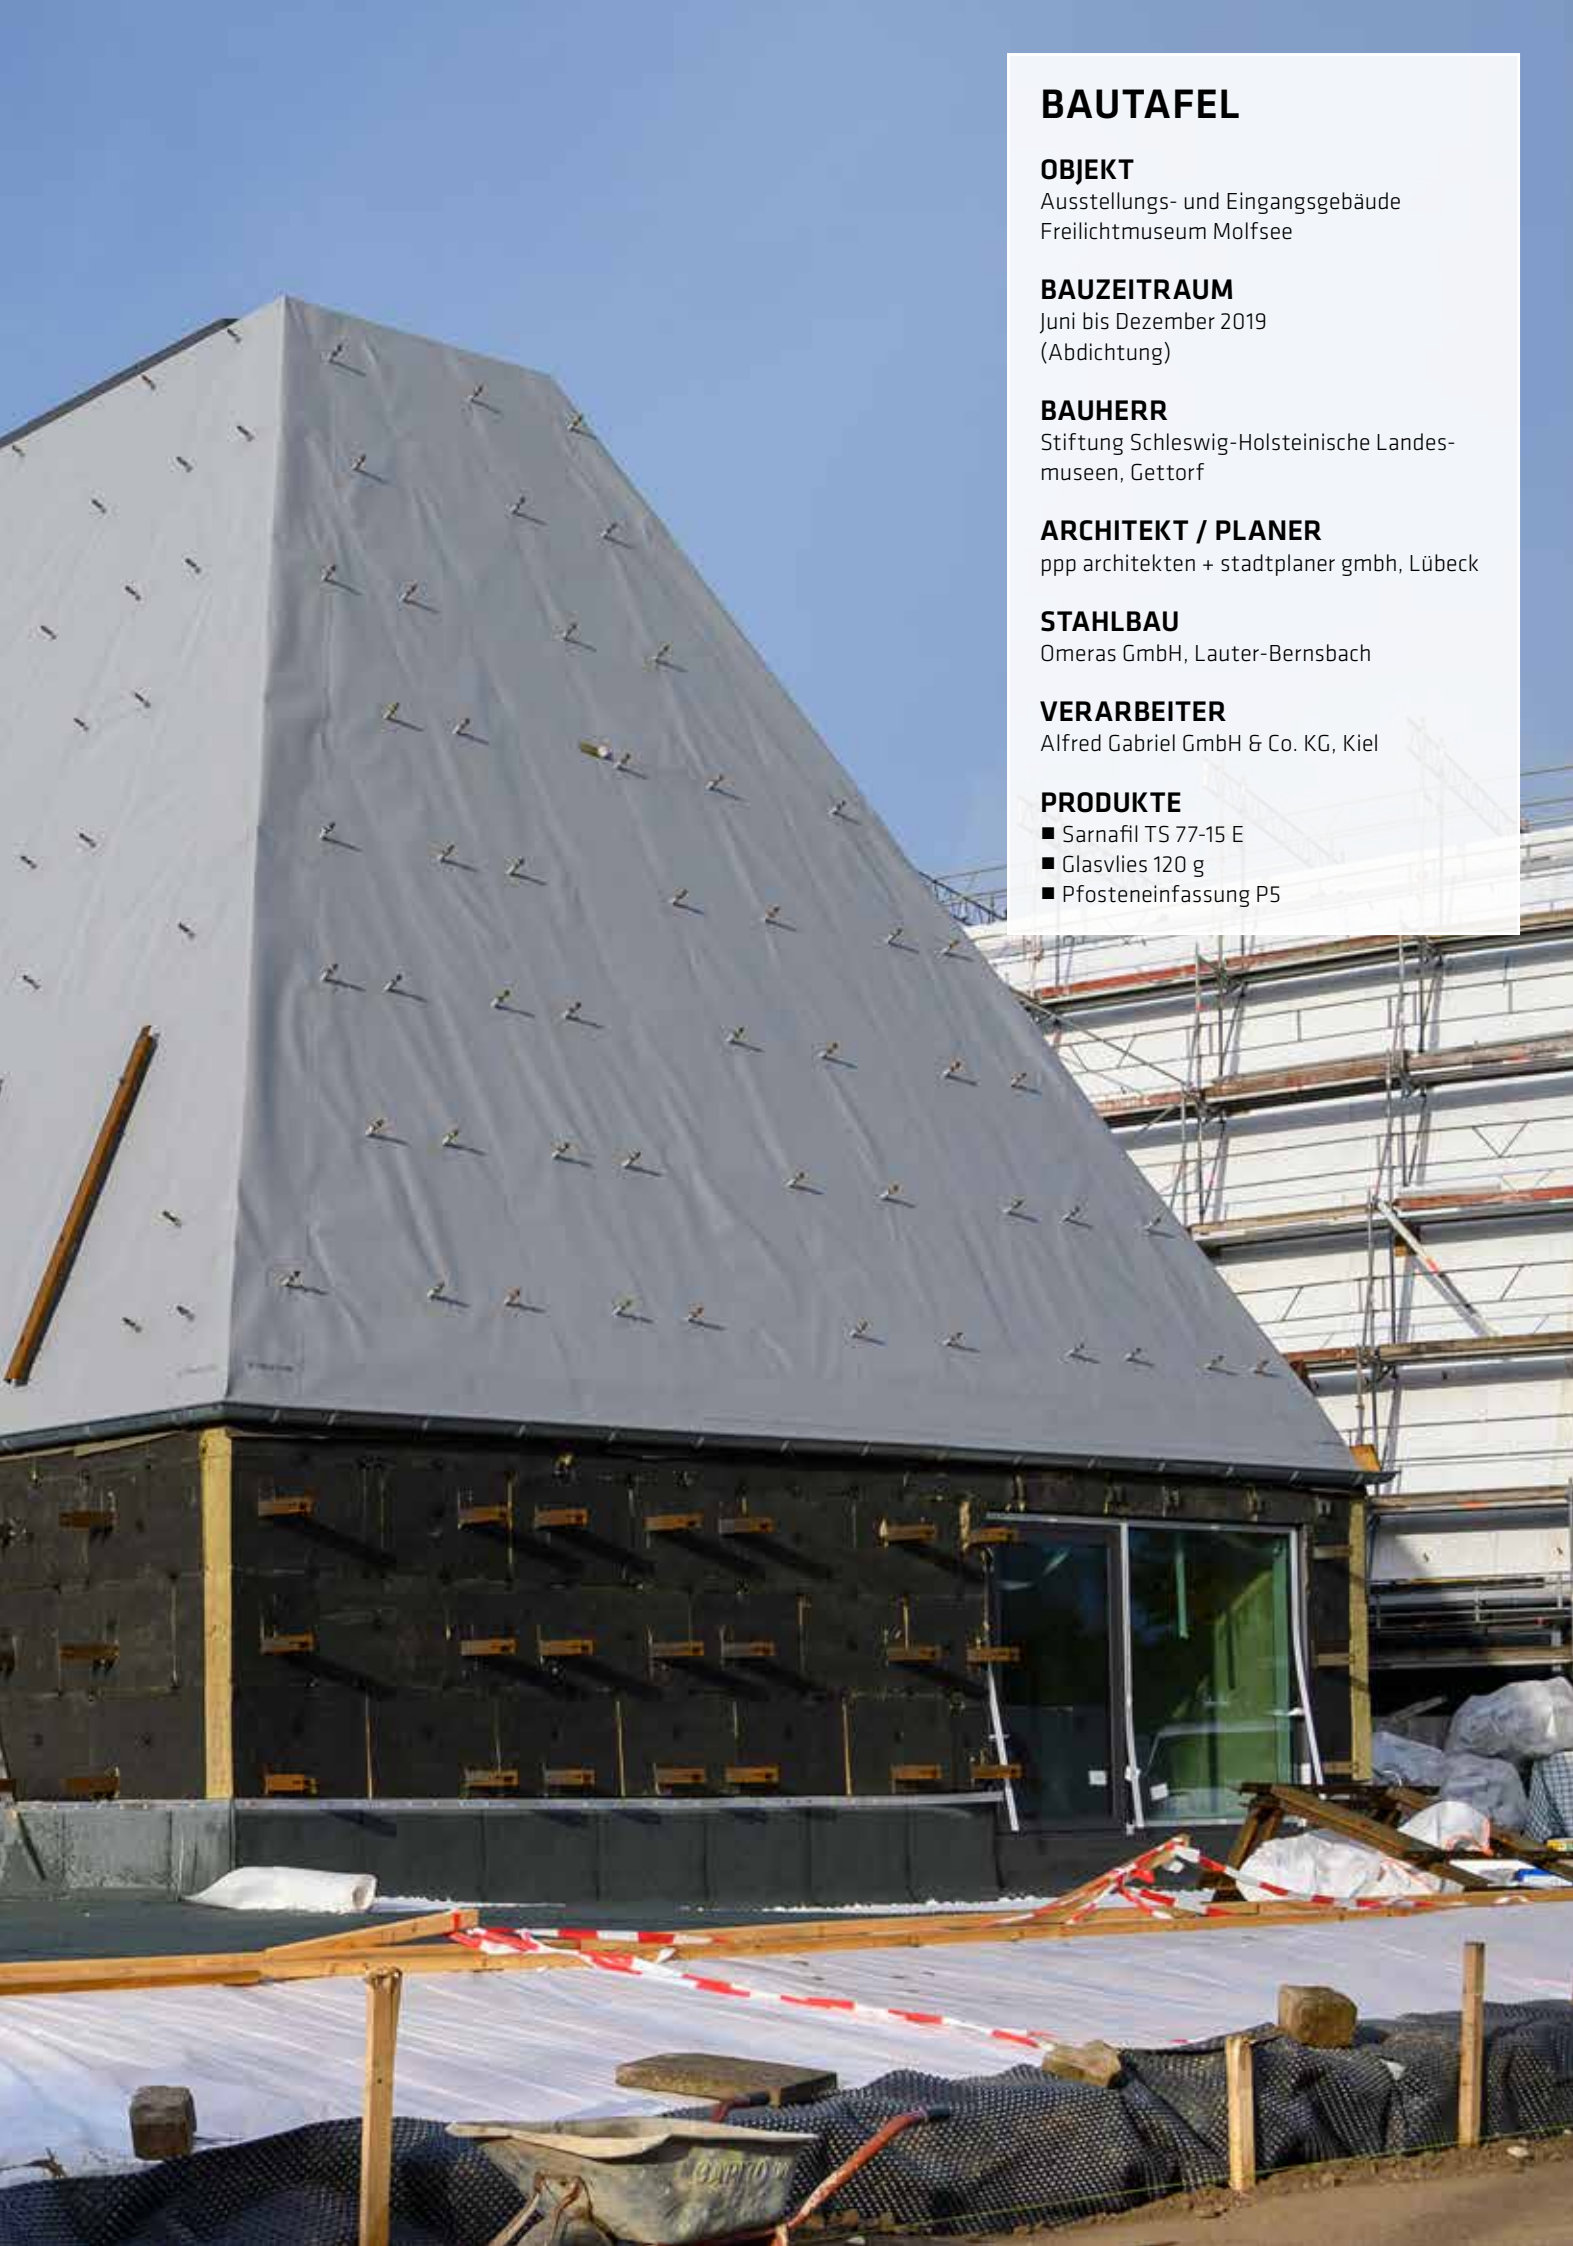 BAUTAFEL
OBJEKT
Ausstellungs- und Eingangsgebäude
Freilichtmuseum Molfsee
BAUZEITRAUM
Juni bis Dezember 2019
(Abdichtung)
BAUHERR
Stiftung Schleswig-Holsteinische Landes-
museen, Gettorf
ARCHITEKT / PLANER
ppp architekten + stadtplaner gmbh, Lübeck
STAHLBAU
Omeras GmbH, Lauter-Bernsbach
VERARBEITER
Alfred Gabriel GmbH & Co. KG, Kiel
PRODUKTE
■ Sarnafil TS 77-15 E
■ Glasvlies 120 g
■ Pfosteneinfassung P5